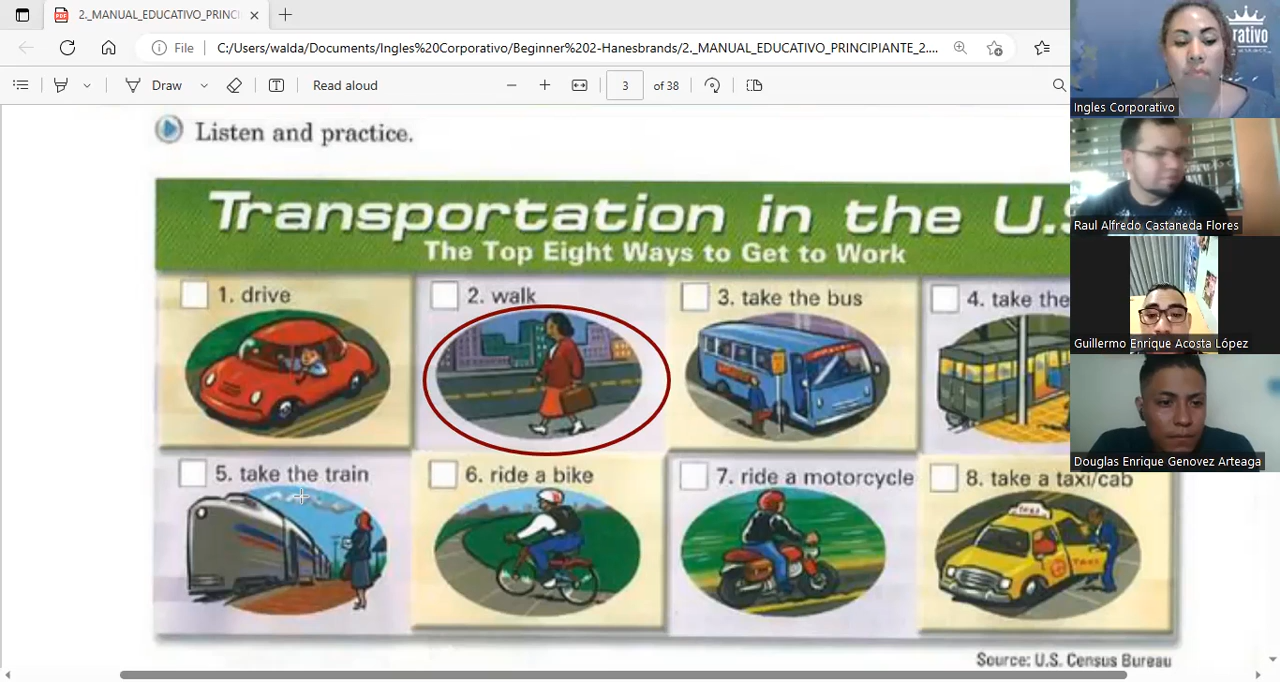 2._MANUAL_EDUCATIVO_PRINCI
File
C:/Users/walda/Documents/Ingles%20Corporativo/Beginner%202-Hanesbrands/2._MANUAL_EDUCATIVO_PRINCIPIANTE_2....
Draw
Read aloud
3
of 38
rativo
Ingles Corporativo
Raul Alfredo Castaneda Flores
Guillermo Enrique Acosta López
Douglas Enrique Genovez Arteaga
Listen and practice.
Transportation in the U.S
The Top Eight Ways to Get to Work
1. drive
2. walk
3. take the bus
4. take the
5. take the train
6. ride a bike
7. ride a motorcycle
8. take a taxi/cab
TAXI
TAXI
Source: U.S. Census Bureau